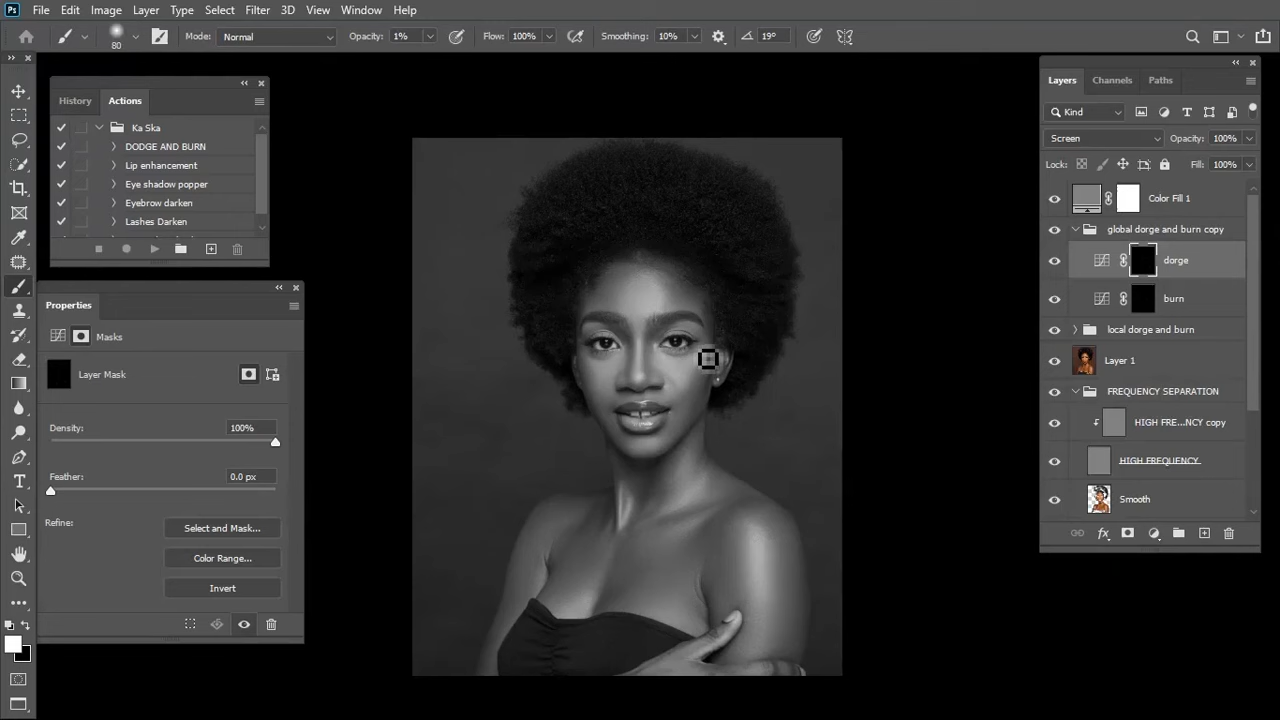 Ps File Edit Image Layer Type Select Filter 3D View Window Help
80 Mode: Normal Opacity: 1% Flow: 100% Smoothing: 10% 19°
History Actions
Ka Ska
DODGE AND BURN
Lip enhancement
Eye shadow popper
Eyebrow darken
Lashes Darken
Properties
Masks
Layer Mask
Density: 100%
Feather: 0.0 px
Refine: Select and Mask...
Color Range...
Invert
Layers Channels Paths
Kind
Screen Opacity: 100%
Lock: Fill: 100%
Color Fill 1
global dorge and burn copy
dorge
burn
local dorge and burn
Layer 1
FREQUENCY SEPARATION
HIGH FRE...NCY copy
HIGH FREQUENCY
Smooth